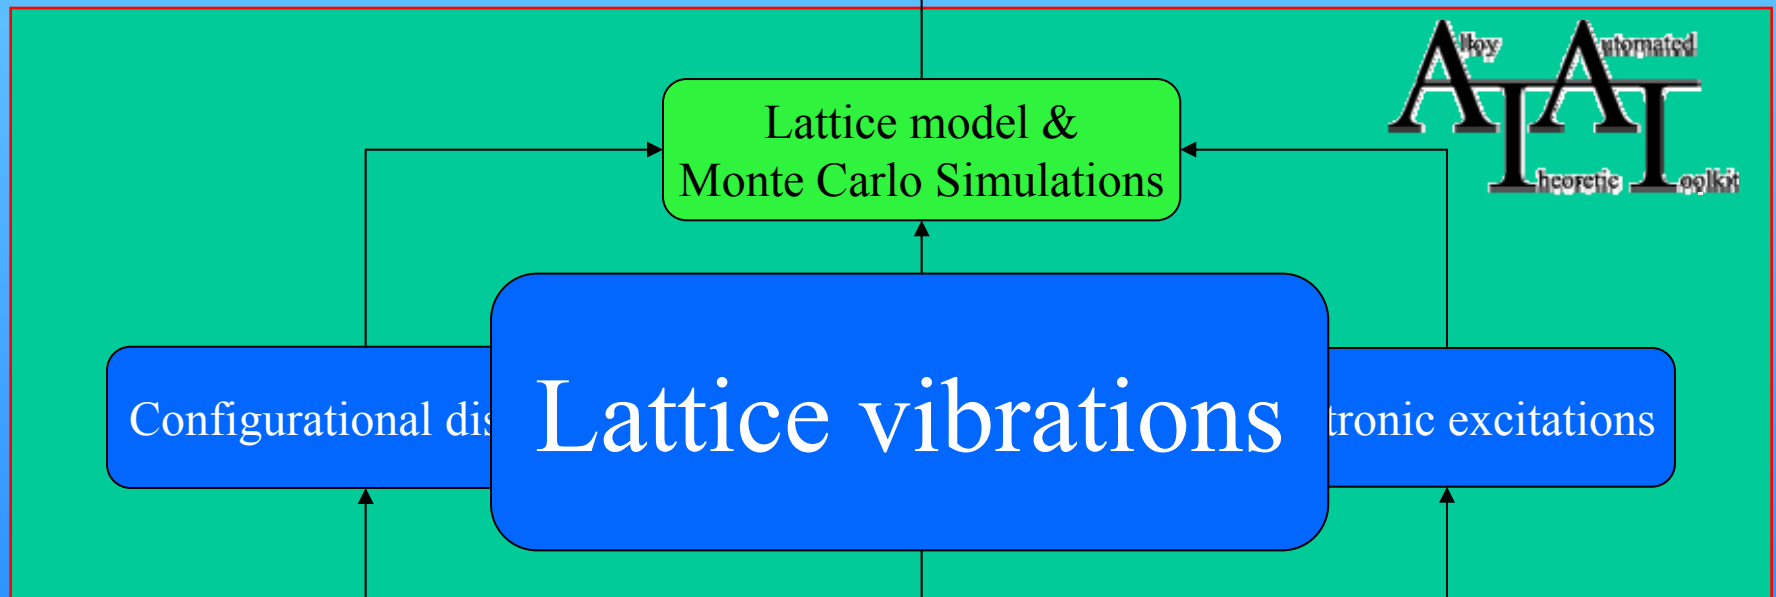 Alloy Automated
Theoretic Toolkit
Lattice model &
Monte Carlo Simulations
Configurational dis
Lattice vibrations
tronic excitations